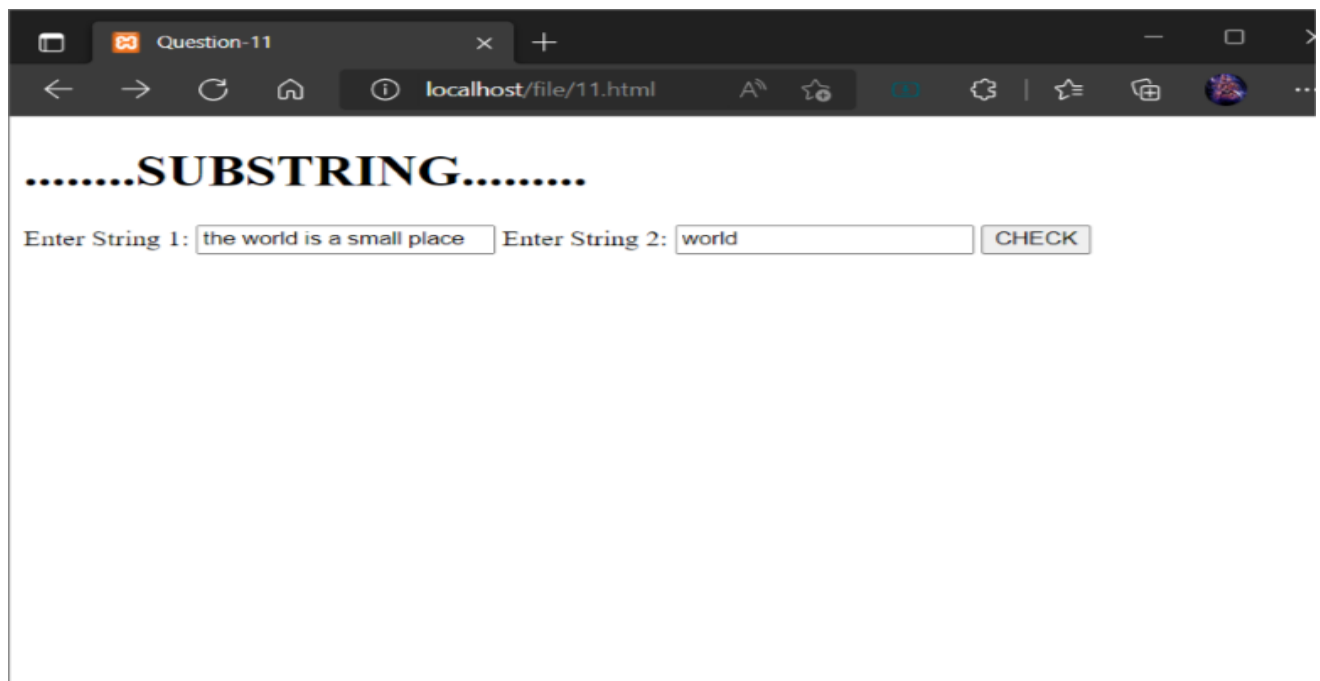 Question-11
localhost/file/11.html
........SUBSTRING.........
Enter String 1: the world is a small place Enter String 2: world CHECK